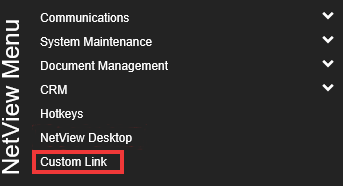 NetView Menu
Communications
System Maintenance
Document Management
CRM
Hotkeys
NetView Desktop
Custom Link